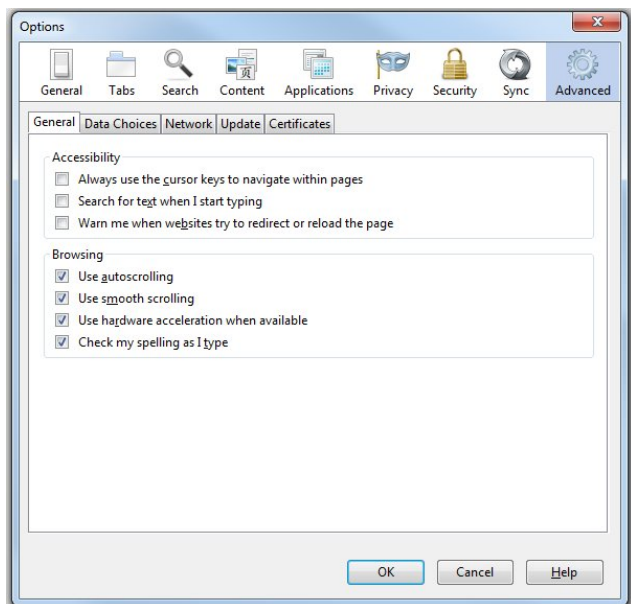 Options
General Tabs Search Content Applications Privacy Security Sync Advanced
General Data Choices Network Update Certificates
Accessibility
Always use the cursor keys to navigate within pages
Search for text when I start typing
Warn me when websites try to redirect or reload the page
Browsing
Use autoscrolling
Use smooth scrolling
Use hardware acceleration when available
Check my spelling as I type
OK Cancel Help